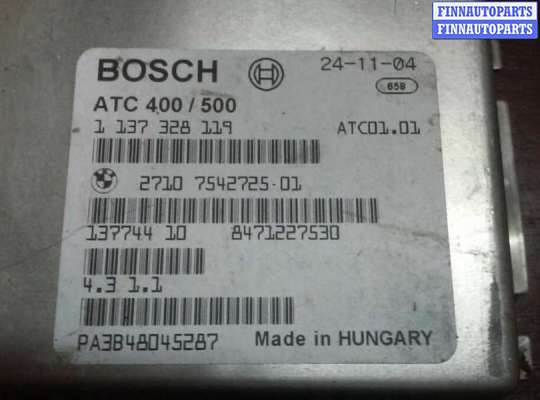 FINNAUTOPARTS
FINNAUTOPARTS
BOSCH 24-11-04
65B
ATC 400 / 500
1 137 328 119 ATC01.01
2710 7542725-01
137744 10 8471227530
4.3 1.1
PA3B48045287 Made in HUNGARY